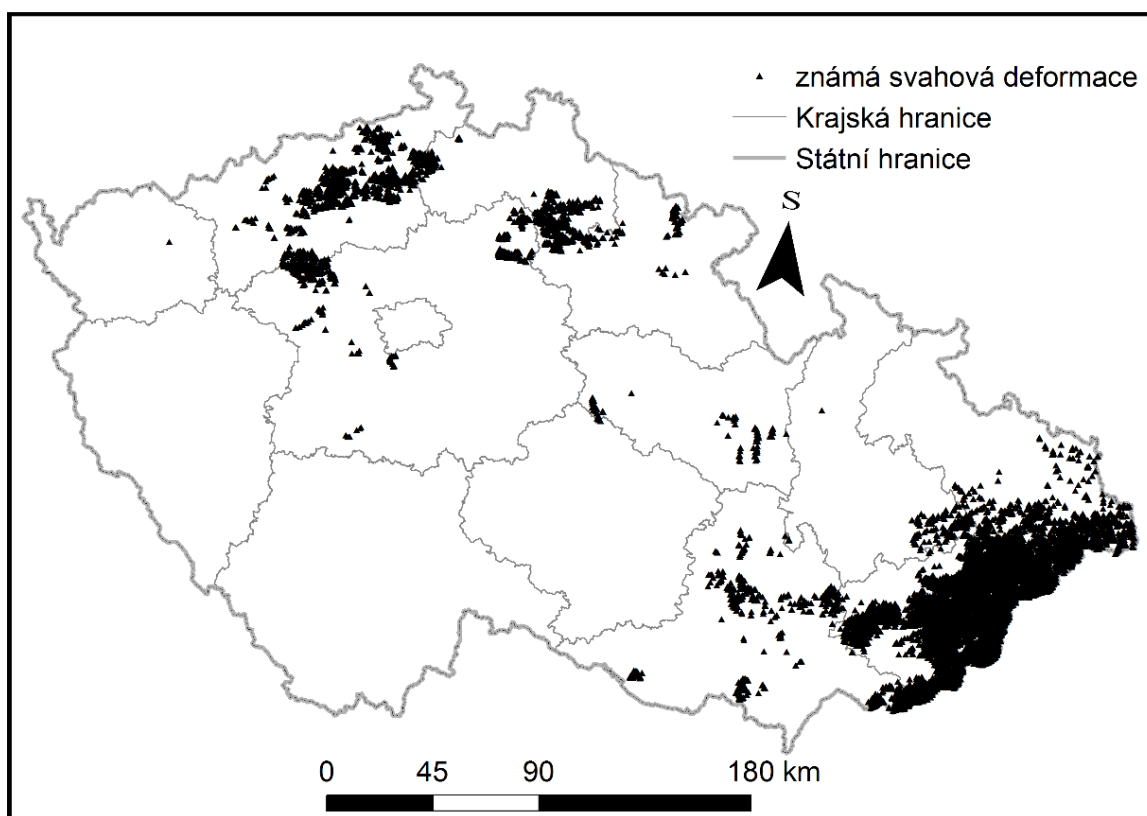 známá svahová deformace
Krajská hranice
Státní hranice
S
0 45 90 180 km